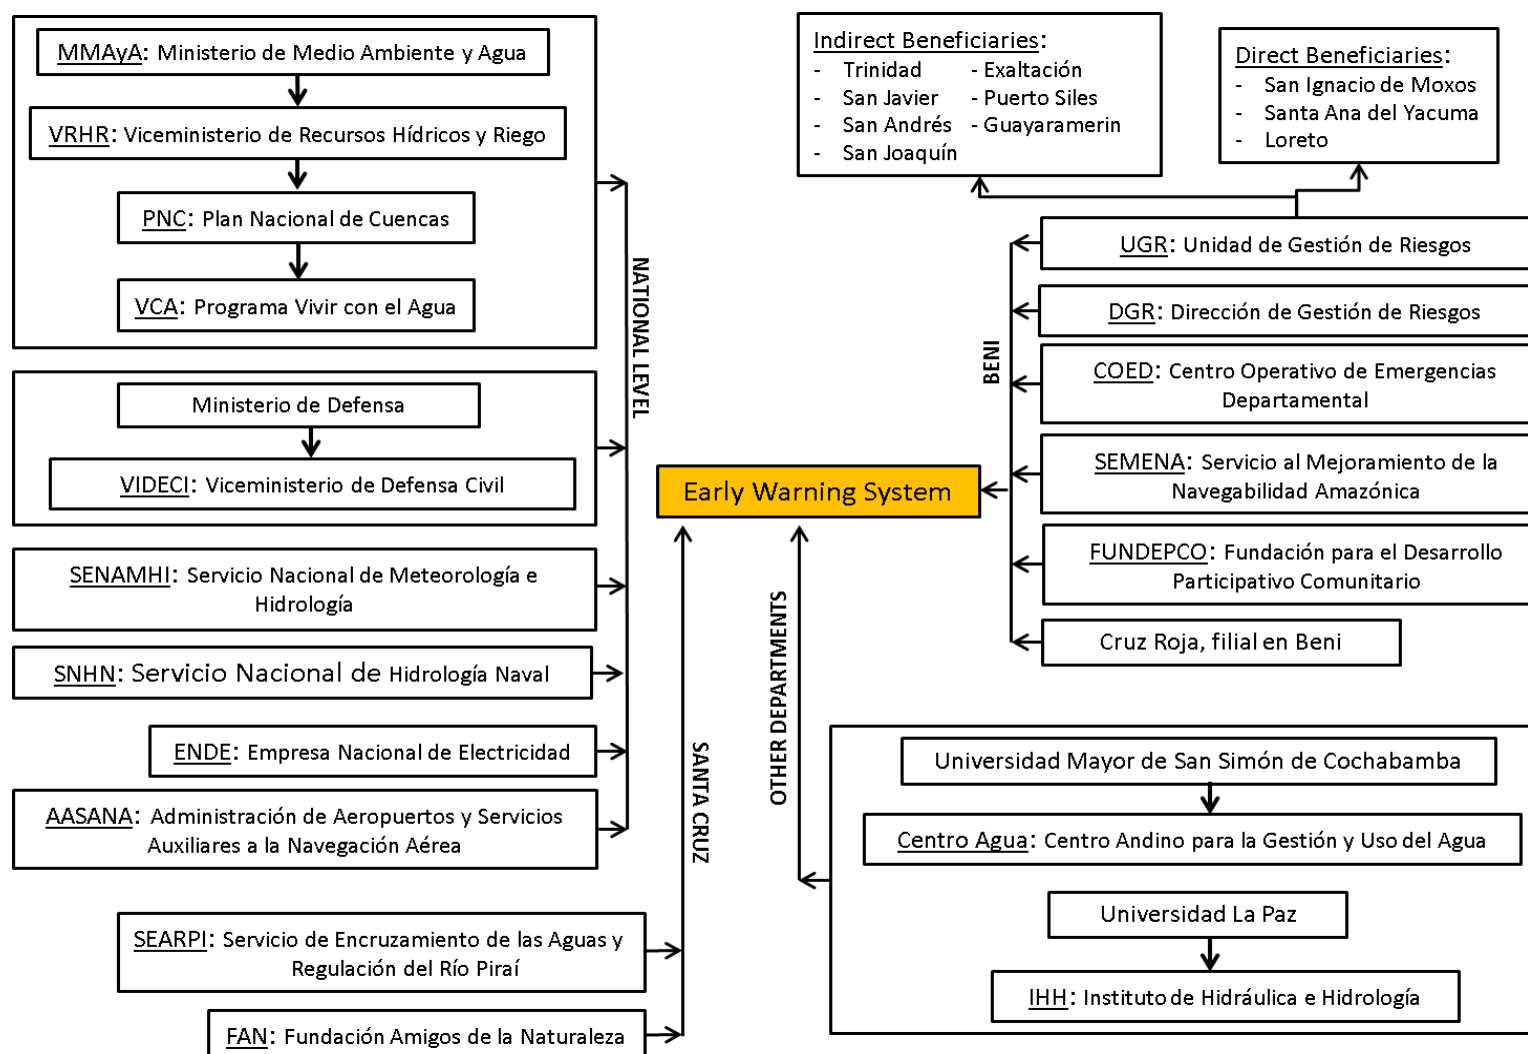 MMAyA: Ministerio de Medio Ambiente y Agua
VRHR: Viceministerio de Recursos Hídricos y Riego
PNC: Plan Nacional de Cuencas
VCA: Programa Vivir con el Agua
Ministerio de Defensa
VIDECI: Viceministerio de Defensa Civil
SENAMHI: Servicio Nacional de Meteorología e
Hidrología
SNHN: Servicio Nacional de Hidrología Naval
ENDE: Empresa Nacional de Electricidad
AASANA: Administración de Aeropuertos y Servicios
Auxiliares a la Navegación Aérea
NATIONAL LEVEL
SEARPI: Servicio de Encruzamiento de las Aguas y
Regulación del Río Piraí
FAN: Fundación Amigos de la Naturaleza
SANTA CRUZ
Early Warning System
Indirect Beneficiaries:
- Trinidad - Exaltación
- San Javier - Puerto Siles
- San Andrés - Guayaramerin
- San Joaquín
Direct Beneficiaries:
- San Ignacio de Moxos
- Santa Ana del Yacuma
- Loreto
BENI
UGR: Unidad de Gestión de Riesgos
DGR: Dirección de Gestión de Riesgos
COED: Centro Operativo de Emergencias
Departamental
SEMENA: Servicio al Mejoramiento de la
Navegabilidad Amazónica
FUNDEPCO: Fundación para el Desarrollo
Participativo Comunitario
Cruz Roja, filial en Beni
OTHER DEPARTMENTS
Universidad Mayor de San Simón de Cochabamba
Centro Agua: Centro Andino para la Gestión y Uso del Agua
Universidad La Paz
IHH: Instituto de Hidráulica e Hidrología